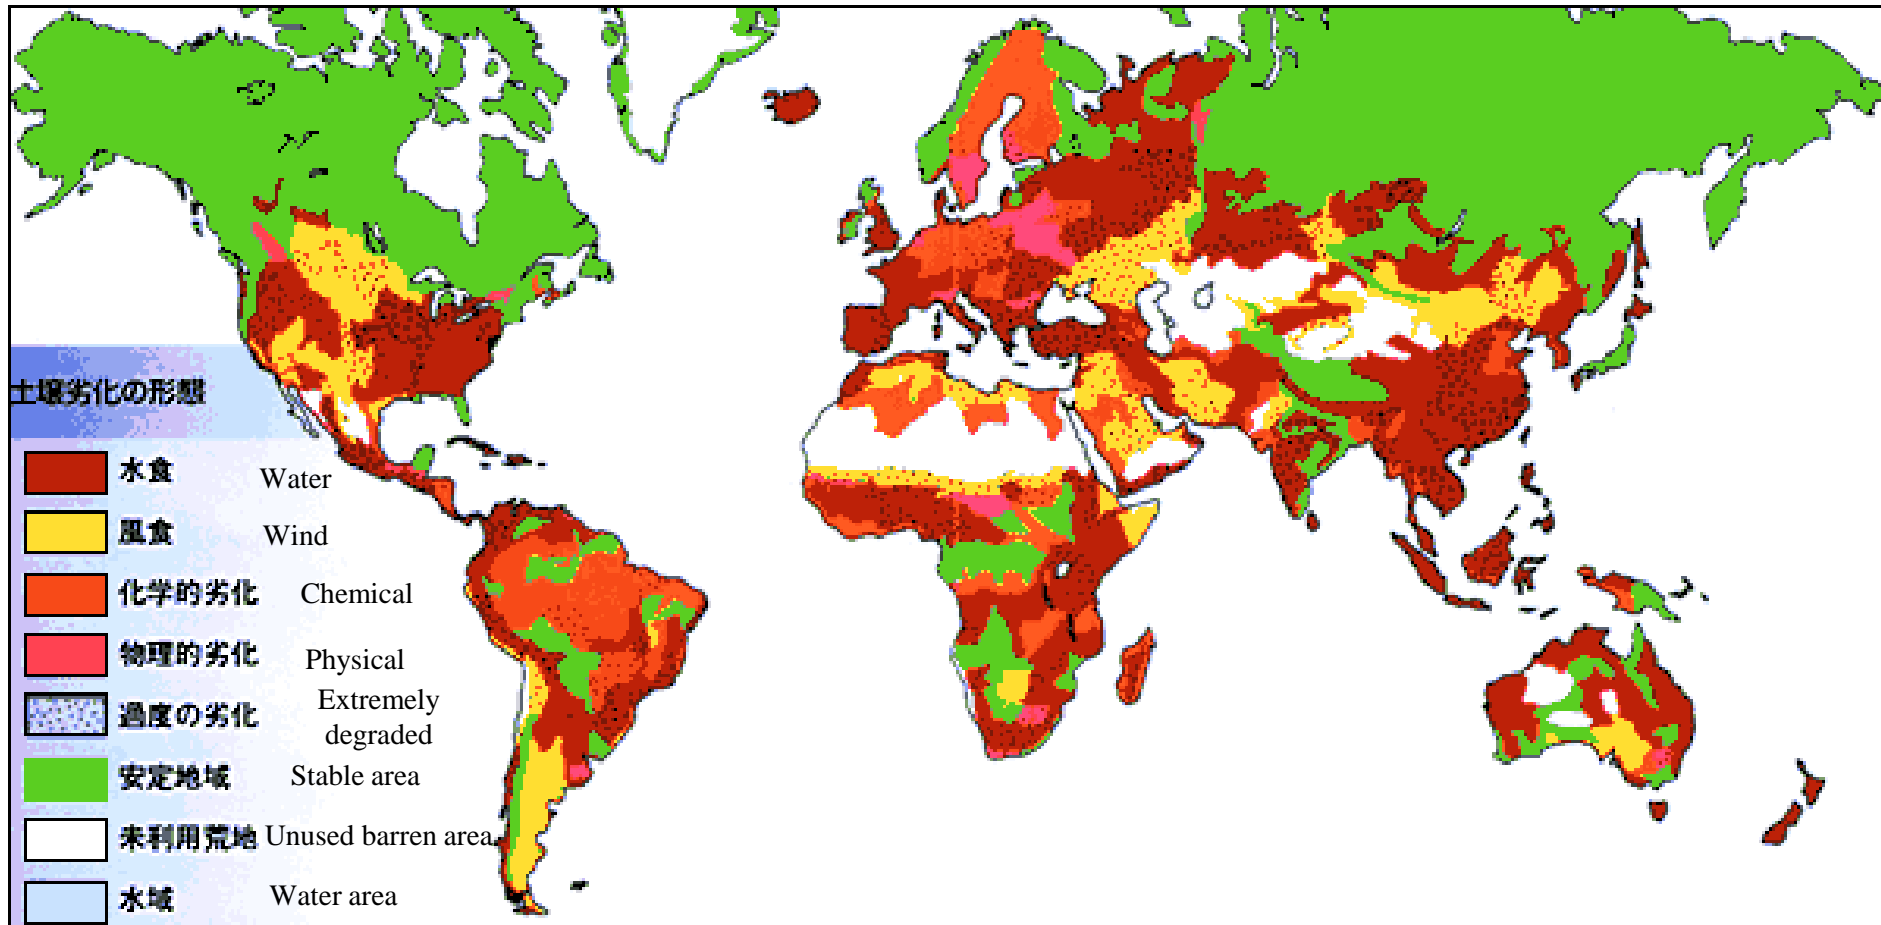 土壌劣化の形態
水食 Water
風食 Wind
化学的劣化 Chemical
物理的劣化 Physical
過度の劣化 Extremely
degraded
安定地域 Stable area
未利用荒地 Unused barren area
水域 Water area